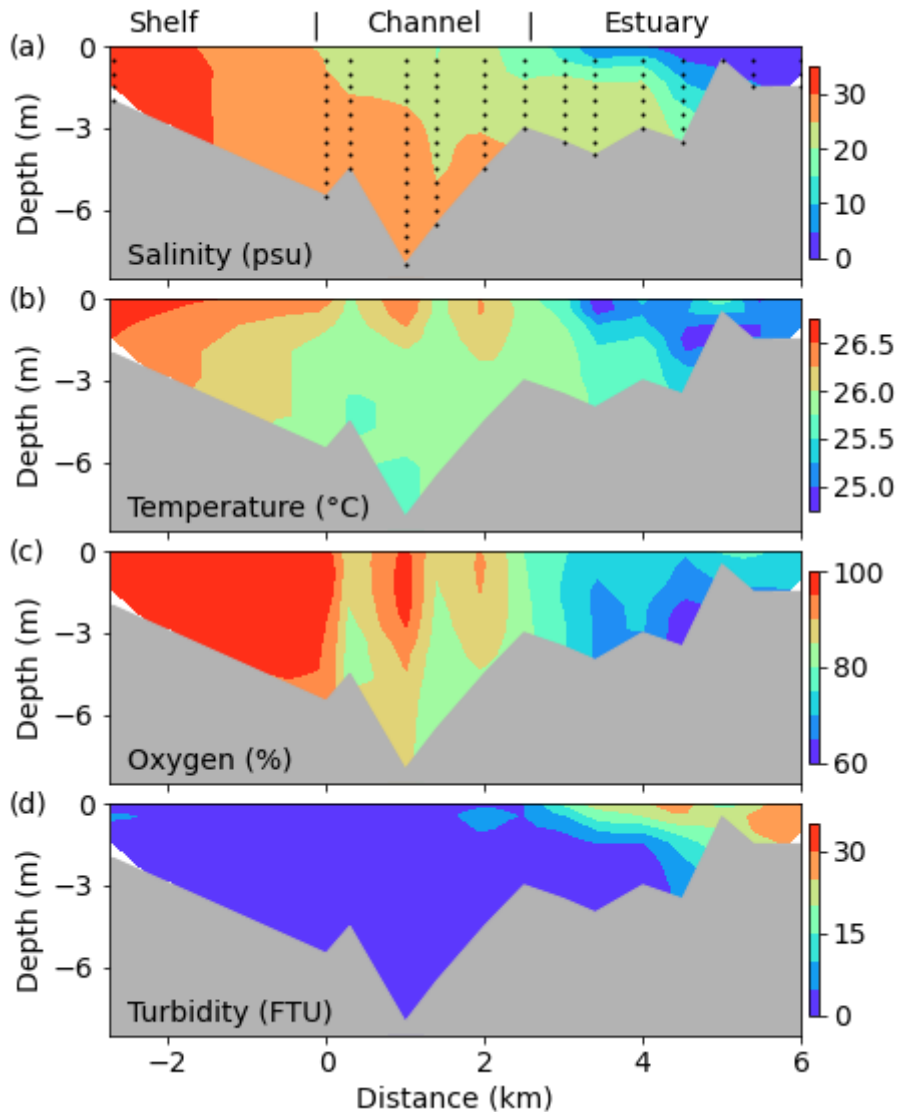 Shelf | Channel | Estuary
(a)
0
−3
−6
Depth (m)
Salinity (psu)
30
20
10
0
(b)
0
−3
−6
Depth (m)
Temperature (°C)
26.5
26.0
25.5
25.0
(c)
0
−3
−6
Depth (m)
Oxygen (%)
100
80
60
(d)
0
−3
−6
Depth (m)
Turbidity (FTU)
30
15
0
−2 0 2 4 6
Distance (km)